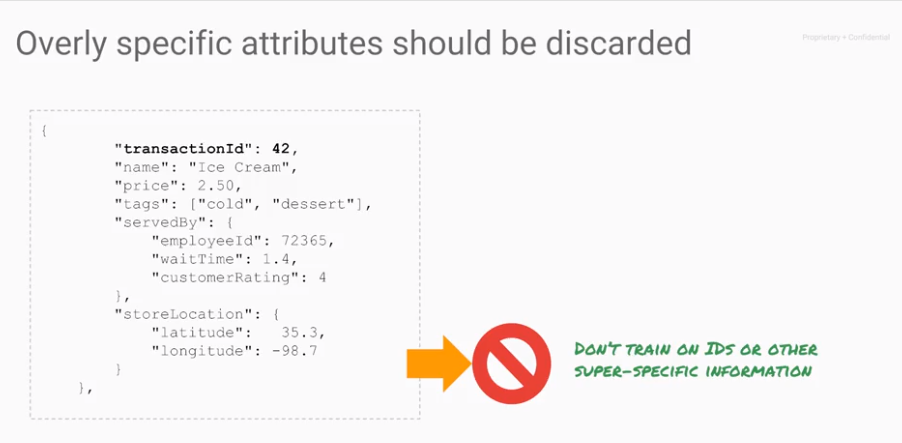 Overly specific attributes should be discarded
Proprietary + Confidential
{
"transactionId": 42,
"name": "Ice Cream",
"price": 2.50,
"tags": ["cold", "dessert"],
"servedBy": {
"employeeId": 72365,
"waitTime": 1.4,
"customerRating": 4
},
"storeLocation": {
"latitude": 35.3,
"longitude": -98.7
}
},
DON'T TRAIN ON IDS OR OTHER
SUPER-SPECIFIC INFORMATION